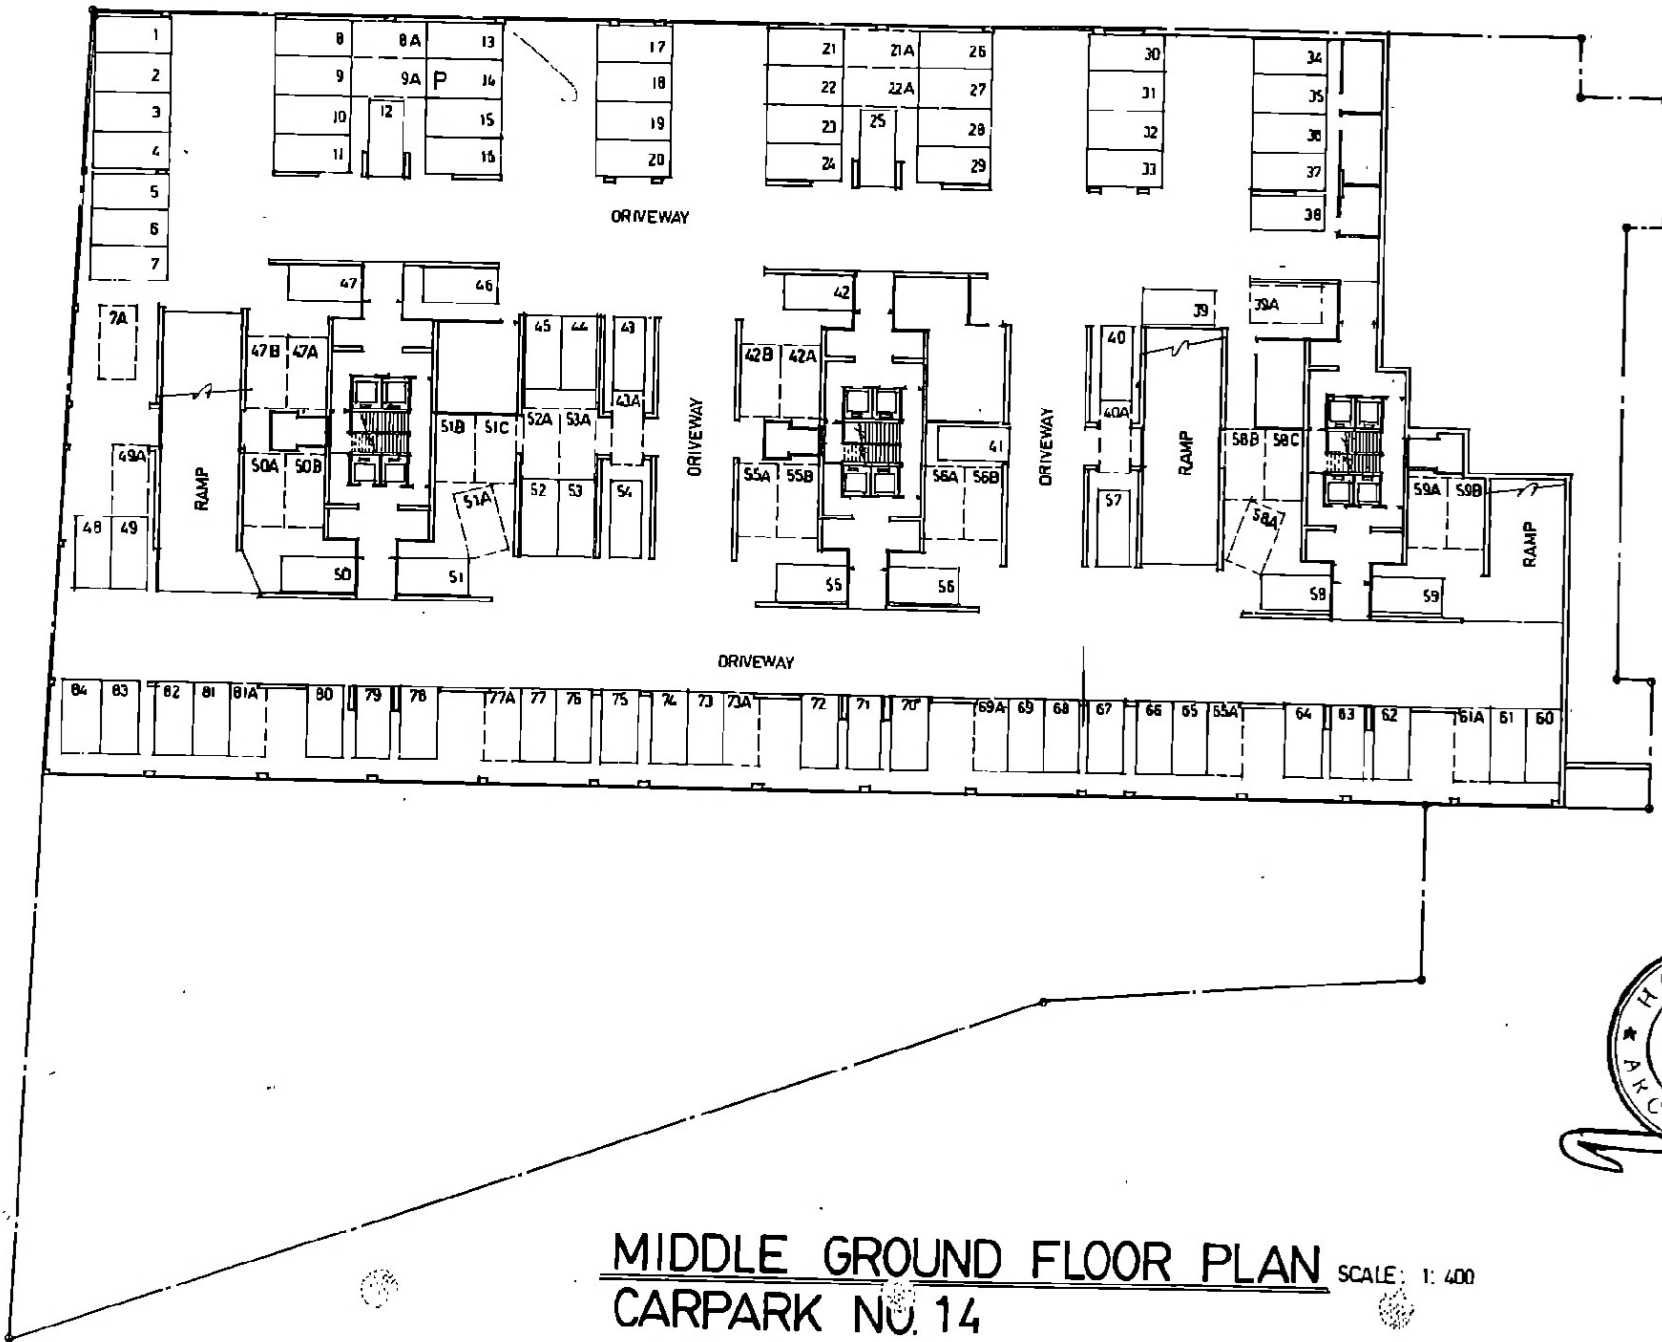 1 8 8A 13 17 21 21A 26 30 34
2 9 9A P 14 18 22 22A 27 31 35
3 10 12 15 19 23 25 28 32 36
4 11 16 20 24 29 33 37
5
6 DRIVEWAY 38
7
47 46 42 39 39A
7A 45 44 43 40
47B 47A 42B 42A
43A 40A
51B 51C 52A 53A DRIVEWAY DRIVEWAY
49A 50A 50B RAMP 41 RAMP 58B 58C
55A 55B 56A 56B 59A 59B
48 49 51A 52 53 54 57 58A RAMP
50 51 55 56 58 59
DRIVEWAY
84 83 82 81 81A 80 79 78 77A 77 76 75 74 73 73A 72 71 70 69A 69 68 67 66 65 65A 64 63 62 61A 61 60
MIDDLE GROUND FLOOR PLAN SCALE: 1:400
CARPARK NO. 14